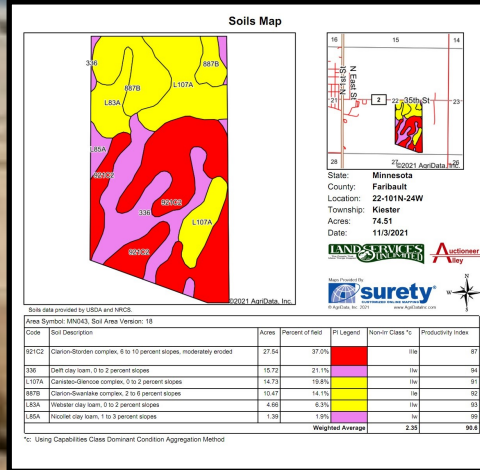 Soils Map
336
887B
887B
L107A
L83A
L85A
921C2
921C2
336
L107A
921C2
©2021 AgriData, Inc.
Soils data provided by USDA and NRCS.
16 15 14
N East St
N 1st St
21 2 22 35th St 23
28 27 26
©2021 AgriData, Inc.
State: Minnesota
County: Faribault
Location: 22-101N-24W
Township: Kiester
Acres: 74.51
Date: 11/3/2021
LAND SERVICES UNLIMITED
Auctioneer Alley
Maps Provided By
surety
CUSTOMIZED ONLINE MAPPING
© AgriData, Inc. 2021 www.AgriDataInc.com
N
W E
S
Area Symbol: MN043, Soil Area Version: 18
Code Soil Description Acres Percent of field PI Legend Non-Irr Class *c Productivity Index
921C2 Clarion-Storden complex, 6 to 10 percent slopes, moderately eroded 27.54 37.0% IIIe 87
336 Delft clay loam, 0 to 2 percent slopes 15.72 21.1% IIw 94
L107A Canisteo-Glencoe complex, 0 to 2 percent slopes 14.73 19.8% IIw 91
887B Clarion-Swanlake complex, 2 to 6 percent slopes 10.47 14.1% IIe 92
L83A Webster clay loam, 0 to 2 percent slopes 4.66 6.3% IIw 93
L85A Nicollet clay loam, 1 to 3 percent slopes 1.39 1.9% Iw 99
Weighted Average 2.35 90.6
*c: Using Capabilities Class Dominant Condition Aggregation Method